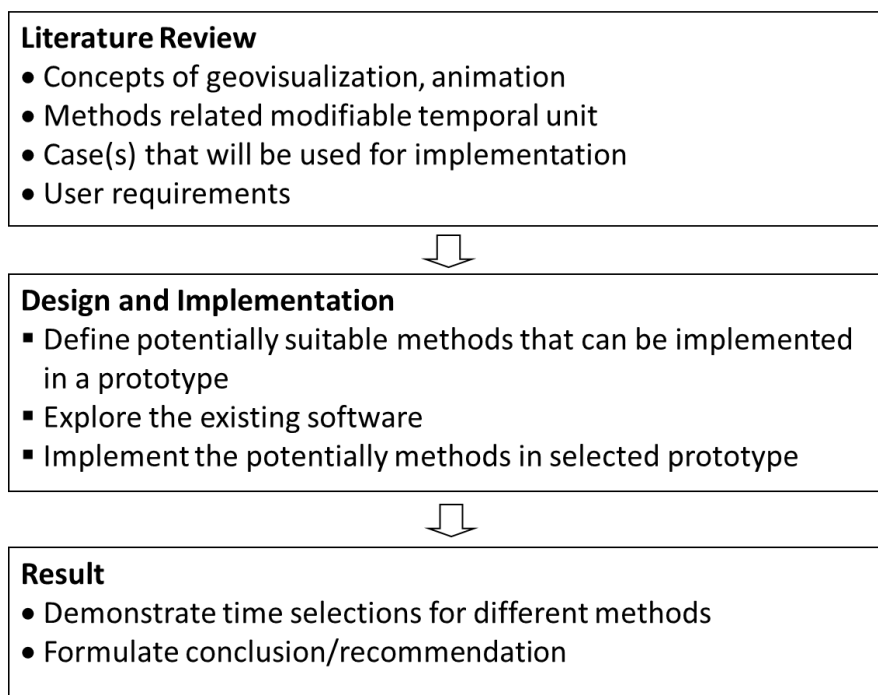 Literature Review
• Concepts of geovisualization, animation
• Methods related modifiable temporal unit
• Case(s) that will be used for implementation
• User requirements
Design and Implementation
▪ Define potentially suitable methods that can be implemented
in a prototype
▪ Explore the existing software
▪ Implement the potentially methods in selected prototype
Result
• Demonstrate time selections for different methods
• Formulate conclusion/recommendation